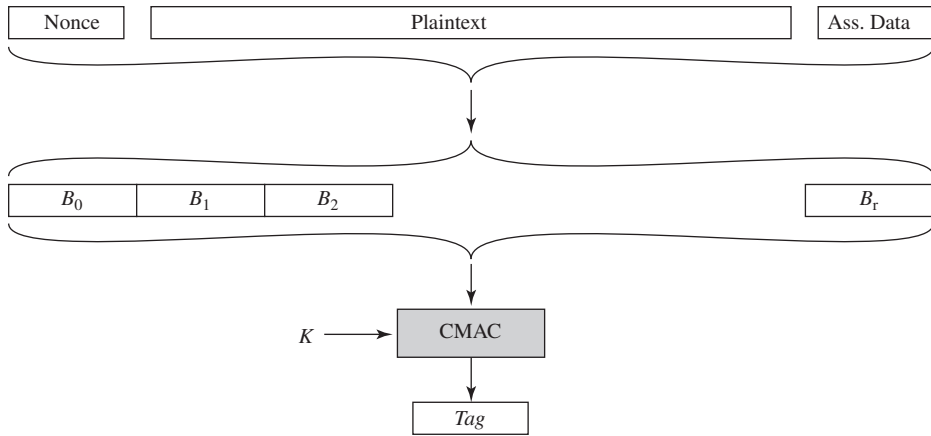 Nonce
Plaintext
Ass. Data
B0
B1
B2
Br
K
CMAC
Tag